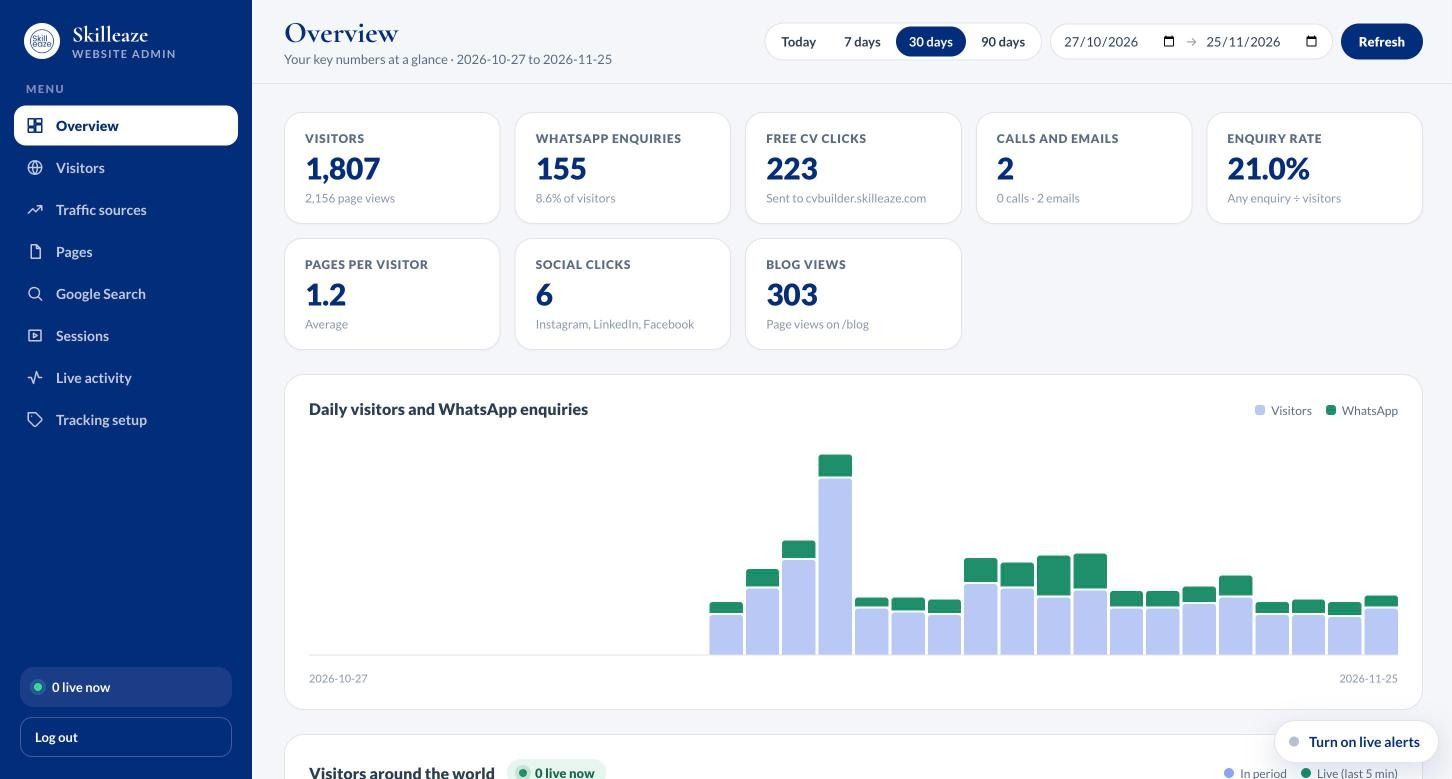 Skill
eaze
Skilleaze
WEBSITE ADMIN
MENU
Overview
Visitors
Traffic sources
Pages
Google Search
Sessions
Live activity
Tracking setup
0 live now
Log out
Overview
Your key numbers at a glance · 2026-10-27 to 2026-11-25
Today 7 days 30 days 90 days
27/10/2026 → 25/11/2026
Refresh
VISITORS
1,807
2,156 page views
WHATSAPP ENQUIRIES
155
8.6% of visitors
FREE CV CLICKS
223
Sent to cvbuilder.skilleaze.com
CALLS AND EMAILS
2
0 calls · 2 emails
ENQUIRY RATE
21.0%
Any enquiry ÷ visitors
PAGES PER VISITOR
1.2
Average
SOCIAL CLICKS
6
Instagram, LinkedIn, Facebook
BLOG VIEWS
303
Page views on /blog
Daily visitors and WhatsApp enquiries
Visitors WhatsApp
2026-10-27 2026-11-25
Turn on live alerts
Visitors around the world 0 live now
In period Live (last 5 min)